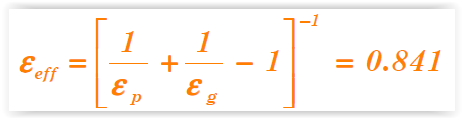 ε_eff = [1/ε_p + 1/ε_g − 1]^−1 = 0.841